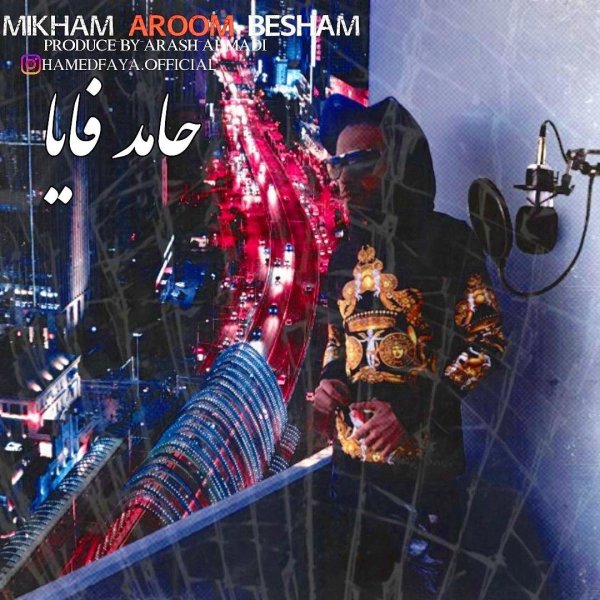 MIKHAM AROOM BESHAM
PRODUCE BY ARASH AHMADI
HAMEDFAYA.OFFICIAL
حامد فایا